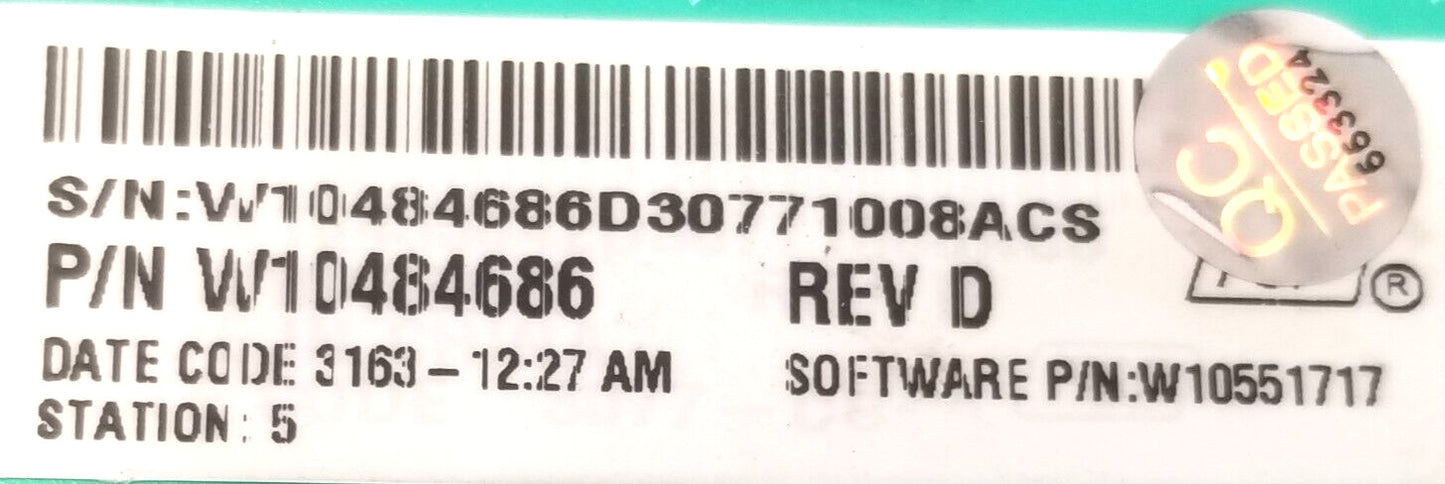 S/N:W10484686D30771008ACS
P/N W10484686 REV D
DATE CODE 3163 - 12:27 AM SOFTWARE P/N:W10551717
STATION: 5
QC
PASSED
663324
®